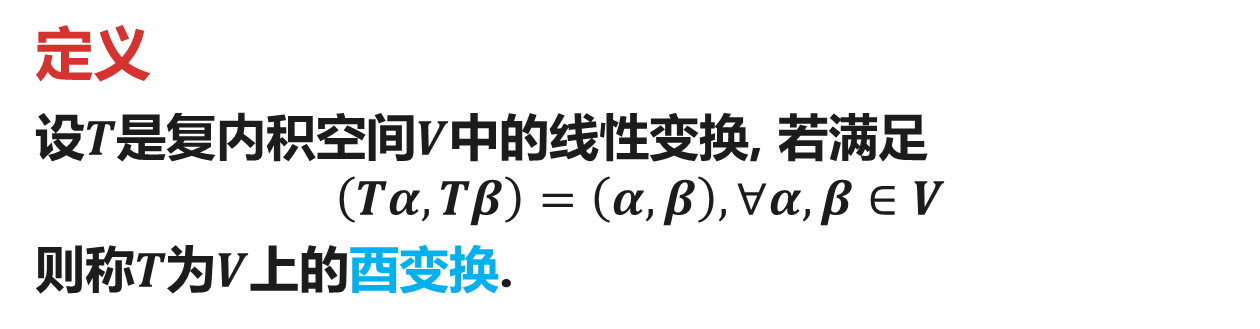 定义
设T是复内积空间V中的线性变换, 若满足
(Tα, Tβ) = (α, β), ∀α, β ∈ V
则称T为V上的酉变换.